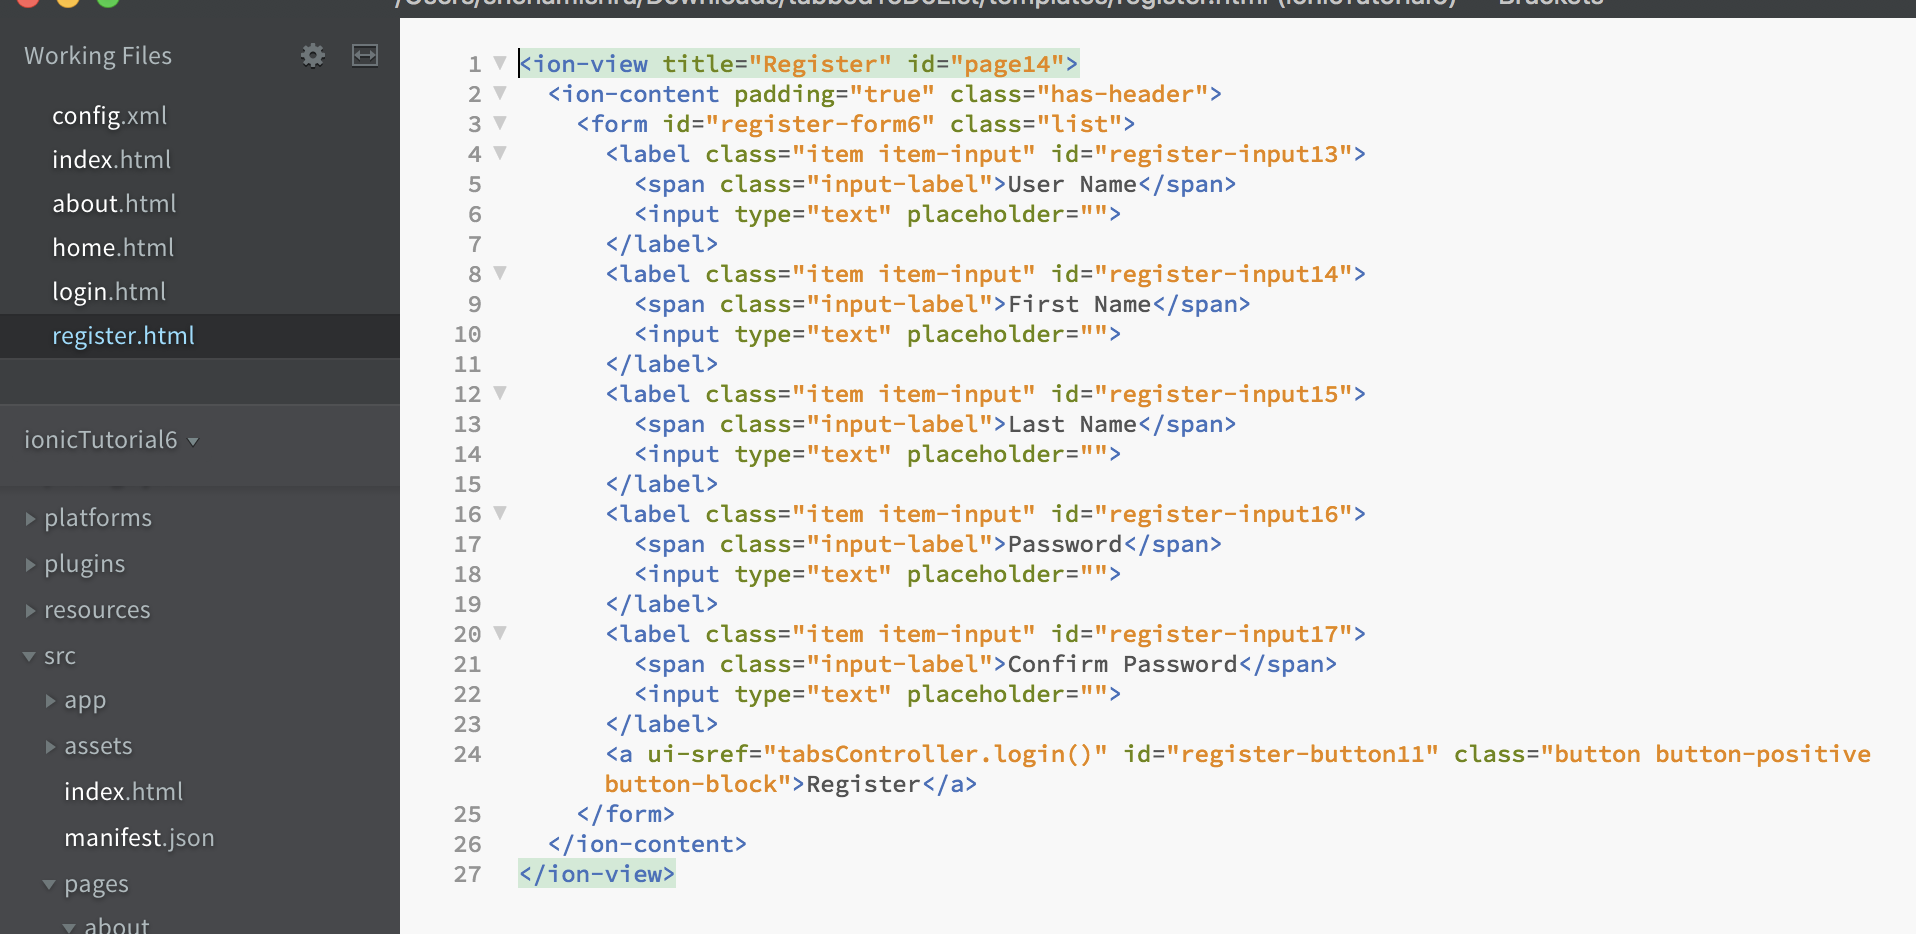 Working Files
config.xml
index.html
about.html
home.html
login.html
register.html
ionicTutorial6
platforms
plugins
resources
src
app
assets
index.html
manifest.json
pages
about
1 <ion-view title="Register" id="page14">
2 <ion-content padding="true" class="has-header">
3 <form id="register-form6" class="list">
4 <label class="item item-input" id="register-input13">
5 <span class="input-label">User Name</span>
6 <input type="text" placeholder="">
7 </label>
8 <label class="item item-input" id="register-input14">
9 <span class="input-label">First Name</span>
10 <input type="text" placeholder="">
11 </label>
12 <label class="item item-input" id="register-input15">
13 <span class="input-label">Last Name</span>
14 <input type="text" placeholder="">
15 </label>
16 <label class="item item-input" id="register-input16">
17 <span class="input-label">Password</span>
18 <input type="text" placeholder="">
19 </label>
20 <label class="item item-input" id="register-input17">
21 <span class="input-label">Confirm Password</span>
22 <input type="text" placeholder="">
23 </label>
24 <a ui-sref="tabsController.login()" id="register-button11" class="button button-positive
button-block">Register</a>
25 </form>
26 </ion-content>
27 </ion-view>